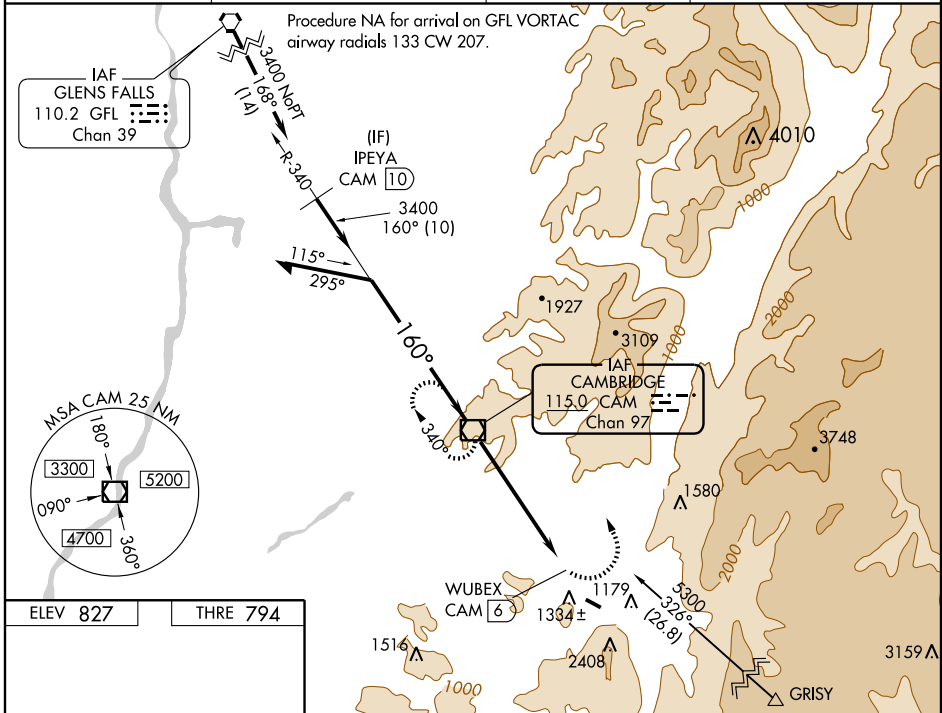 Procedure NA for arrival on GFL VORTAC
airway radials 133 CW 207.
IAF
GLENS FALLS
110.2 GFL
Chan 39
3400 NoPT
168°
(14)
R-340
(IF)
IPEYA
CAM 10
3400
160° (10)
115°
295°
160°
4010
1000
1927
3109
1000
2000
IAF
CAMBRIDGE
115.0 CAM
Chan 97
340°
3748
MSA CAM 25 NM
180°
3300
5200
090°
4700
360°
1580
2000
WUBEX
CAM 6
1334 ±
1179
5300
326°
(26.8)
ELEV 827
THRE 794
1516
1000
2408
3159
GRISY